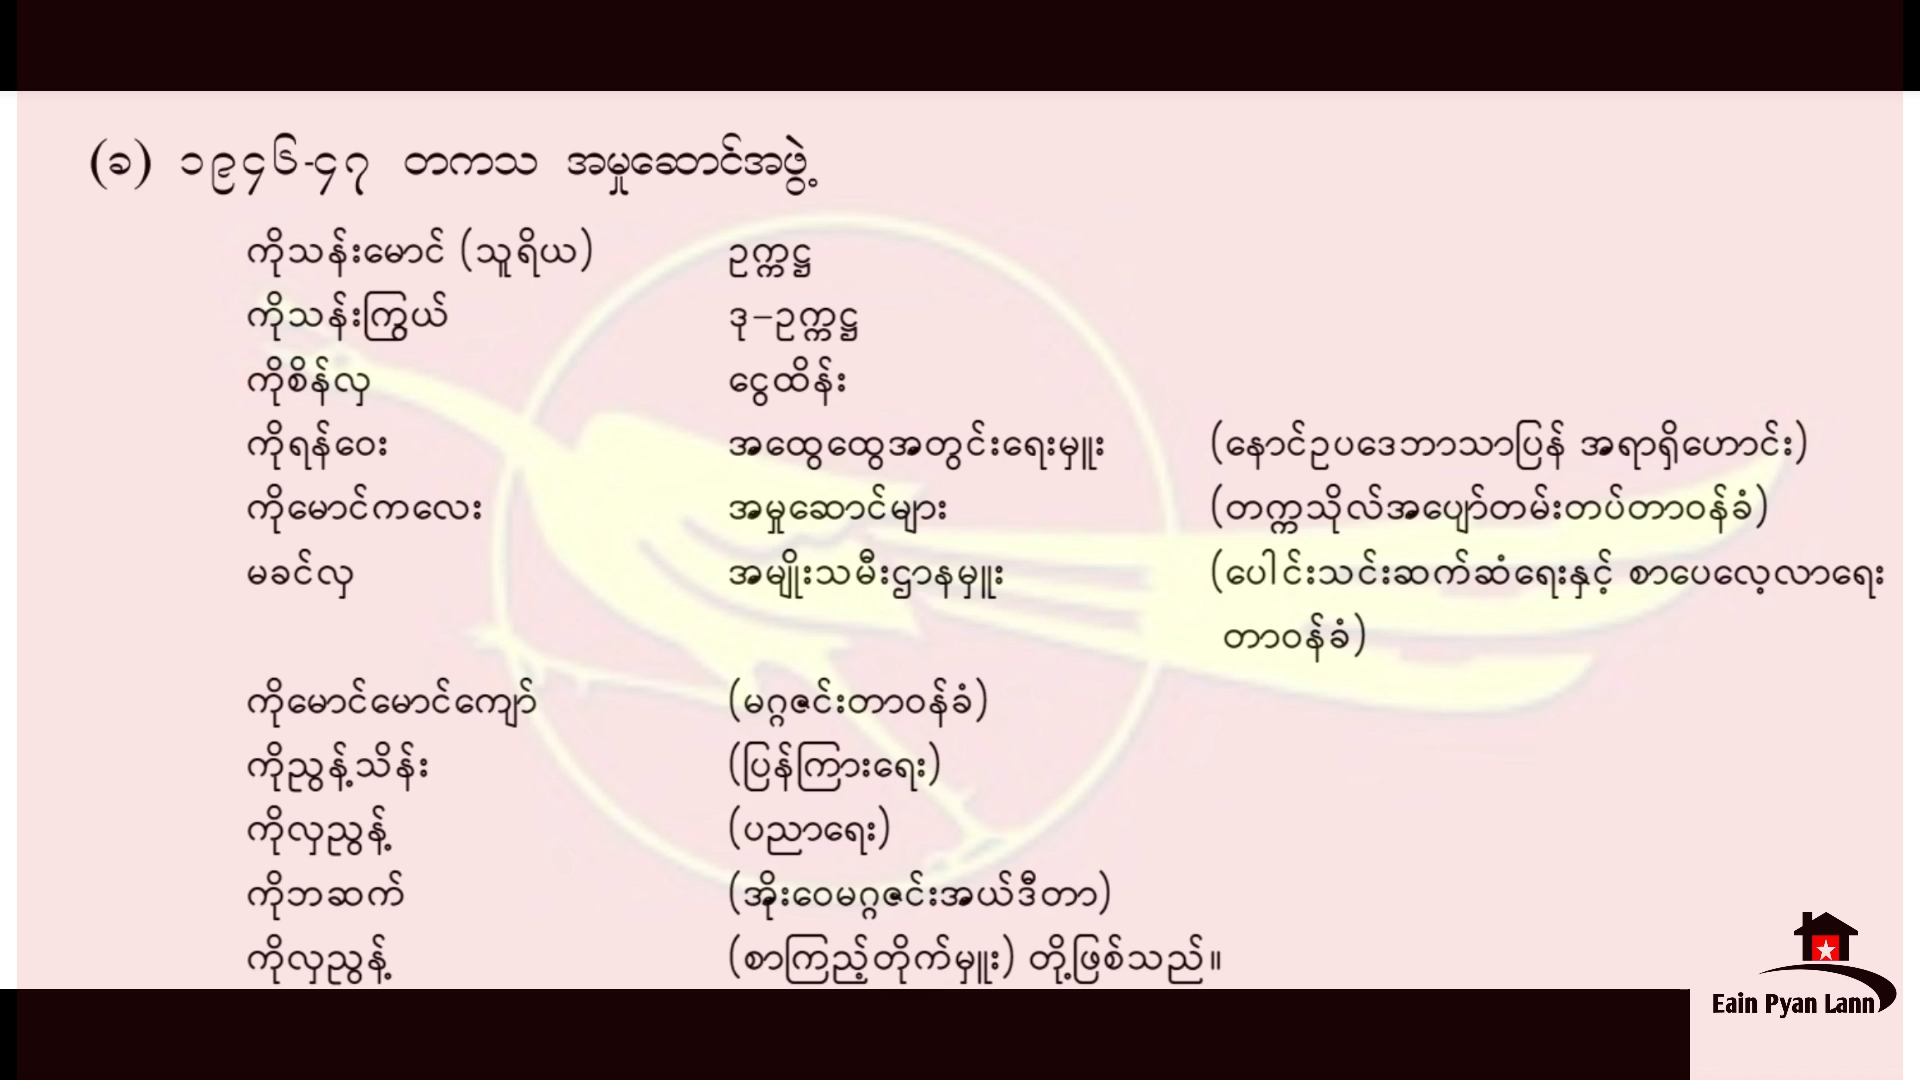 (ခ) ၁၉၄၆-၄၇ တကသ အမှုဆောင်အဖွဲ့
ကိုသန်းမောင် (သူရိယ) ဥက္ကဋ္ဌ
ကိုသန်းကြွယ် ဒု–ဥက္ကဋ္ဌ
ကိုစိန်လှ ငွေထိန်း
ကိုရန်ဝေး အထွေထွေအတွင်းရေးမှူး (နောင်ဥပဒေဘာသာပြန် အရာရှိဟောင်း)
ကိုမောင်ကလေး အမှုဆောင်များ (တက္ကသိုလ်အပျော်တမ်းတပ်တာဝန်ခံ)
မခင်လှ အမျိုးသမီးဌာနမှူး (ပေါင်းသင်းဆက်ဆံရေးနှင့် စာပေလေ့လာရေး
တာဝန်ခံ)
ကိုမောင်မောင်ကျော် (မဂ္ဂဇင်းတာဝန်ခံ)
ကိုညွန့်သိန်း (ပြန်ကြားရေး)
ကိုလှညွန့် (ပညာရေး)
ကိုဘဆက် (အိုးဝေမဂ္ဂဇင်းအယ်ဒီတာ)
ကိုလှညွန့် (စာကြည့်တိုက်မှူး) တို့ဖြစ်သည်။
Eain Pyan Lann